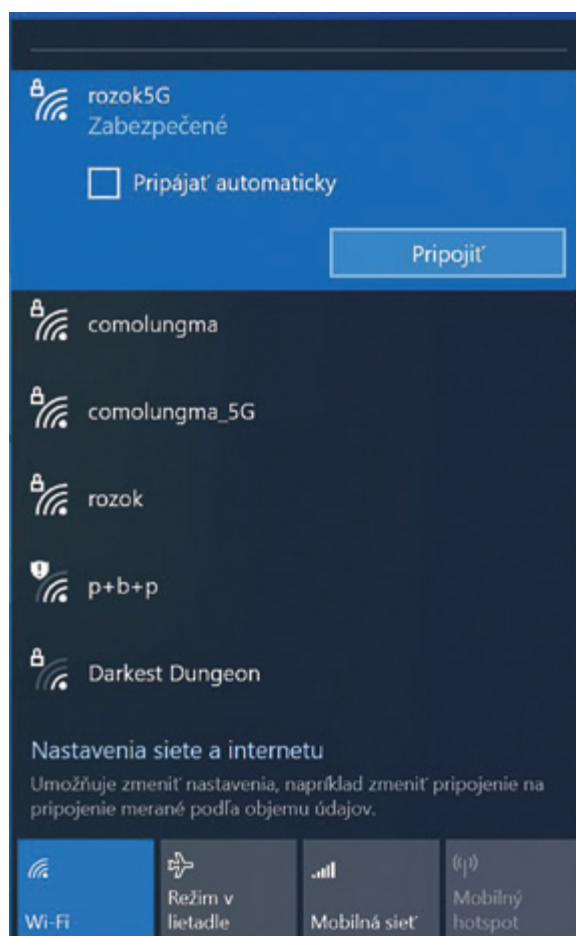 rozok5G
Zabezpečené
Pripájať automaticky
Pripojiť
comolungma
comolungma_5G
rozok
p+b+p
Darkest Dungeon
Nastavenia siete a internetu
Umožňuje zmeniť nastavenia, napríklad zmeniť pripojenie na
pripojenie merané podľa objemu údajov.
Wi-Fi
Režim v
lietadle
Mobilná sieť
Mobilný
hotspot